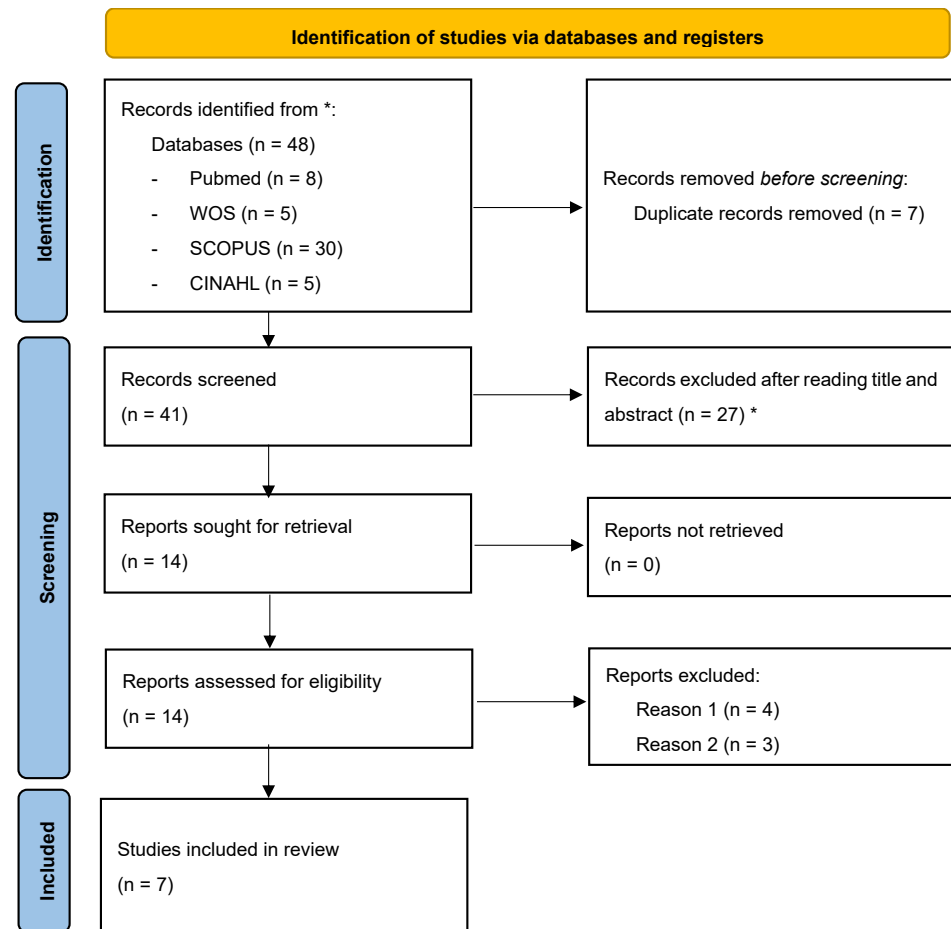 Identification of studies via databases and registers
Identification
Records identified from *:
Databases (n = 48)
- Pubmed (n = 8)
- WOS (n = 5)
- SCOPUS (n = 30)
- CINAHL (n = 5)
Records removed before screening:
Duplicate records removed (n = 7)
Screening
Records screened
(n = 41)
Records excluded after reading title and
abstract (n = 27) *
Reports sought for retrieval
(n = 14)
Reports not retrieved
(n = 0)
Reports assessed for eligibility
(n = 14)
Reports excluded:
Reason 1 (n = 4)
Reason 2 (n = 3)
Included
Studies included in review
(n = 7)